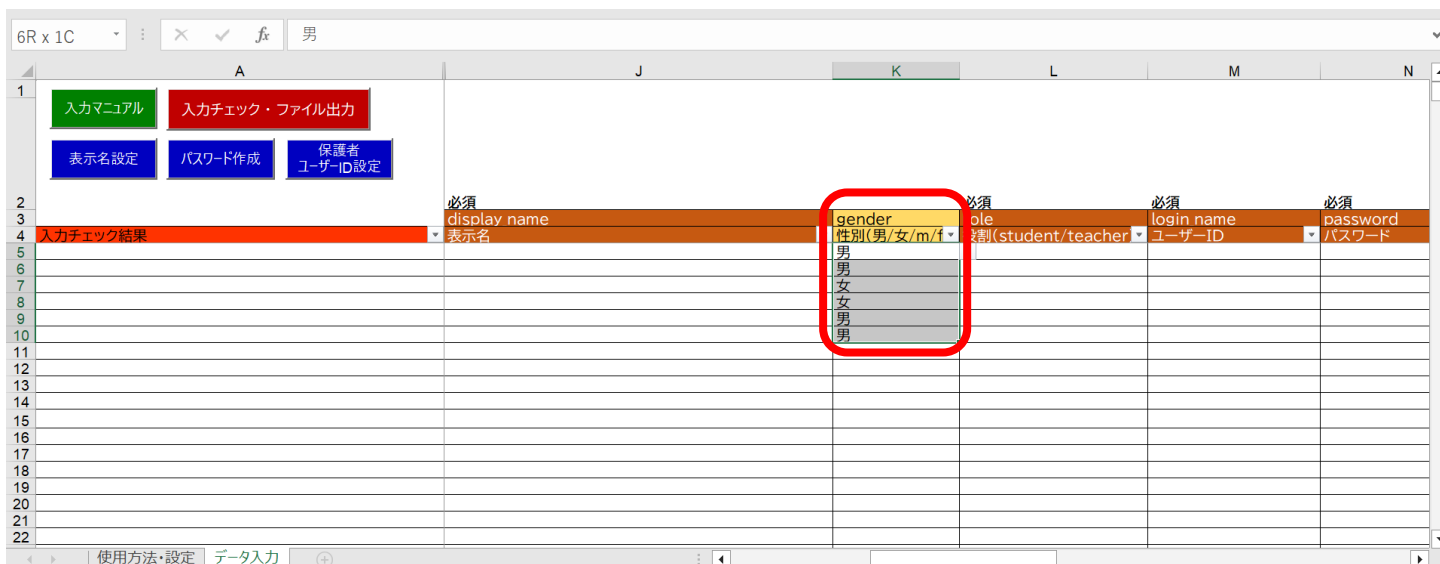 6R x 1C fx 男
A J K L M N
1
入力マニュアル 入力チェック・ファイル出力
表示名設定 パスワード作成 保護者
ユーザーID設定
2 必須 必須 必須 必須
3 display name gender ole login name password
4 入力チェック結果 表示名 性別(男/女/m/f 役割(student/teacher) ユーザーID パスワード
5 男
6 男
7 女
8 女
9 男
10 男
11
12
13
14
15
16
17
18
19
20
21
22
使用方法・設定 データ入力